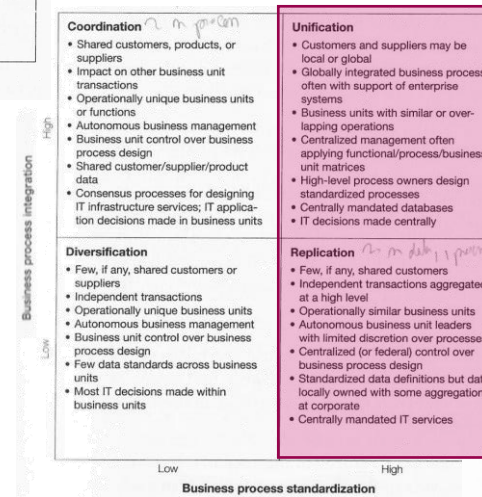 Coordination
• Shared customers, products, or
suppliers
• Impact on other business unit
transactions
• Operationally unique business units
or functions
• Autonomous business management
• Business unit control over business
process design
• Shared customer/supplier/product
data
• Consensus processes for designing
IT infrastructure services; IT applica-
tion decisions made in business units
Unification
• Customers and suppliers may be
local or global
• Globally integrated business process
often with support of enterprise
systems
• Business units with similar or over-
lapping operations
• Centralized management often
applying functional/process/business
unit matrices
• High-level process owners design
standardized processes
• Centrally mandated databases
• IT decisions made centrally
High
Business process integration
Low
Diversification
• Few, if any, shared customers or
suppliers
• Independent transactions
• Operationally unique business units
• Autonomous business management
• Business unit control over business
process design
• Few data standards across business
units
• Most IT decisions made within
business units
Replication
• Few, if any, shared customers
• Independent transactions aggregated
at a high level
• Operationally similar business units
• Autonomous business unit leaders
with limited discretion over processe
• Centralized (or federal) control over
business process design
• Standardized data definitions but dat
locally owned with some aggregation
at corporate
• Centrally mandated IT services
Low
High
Business process standardization